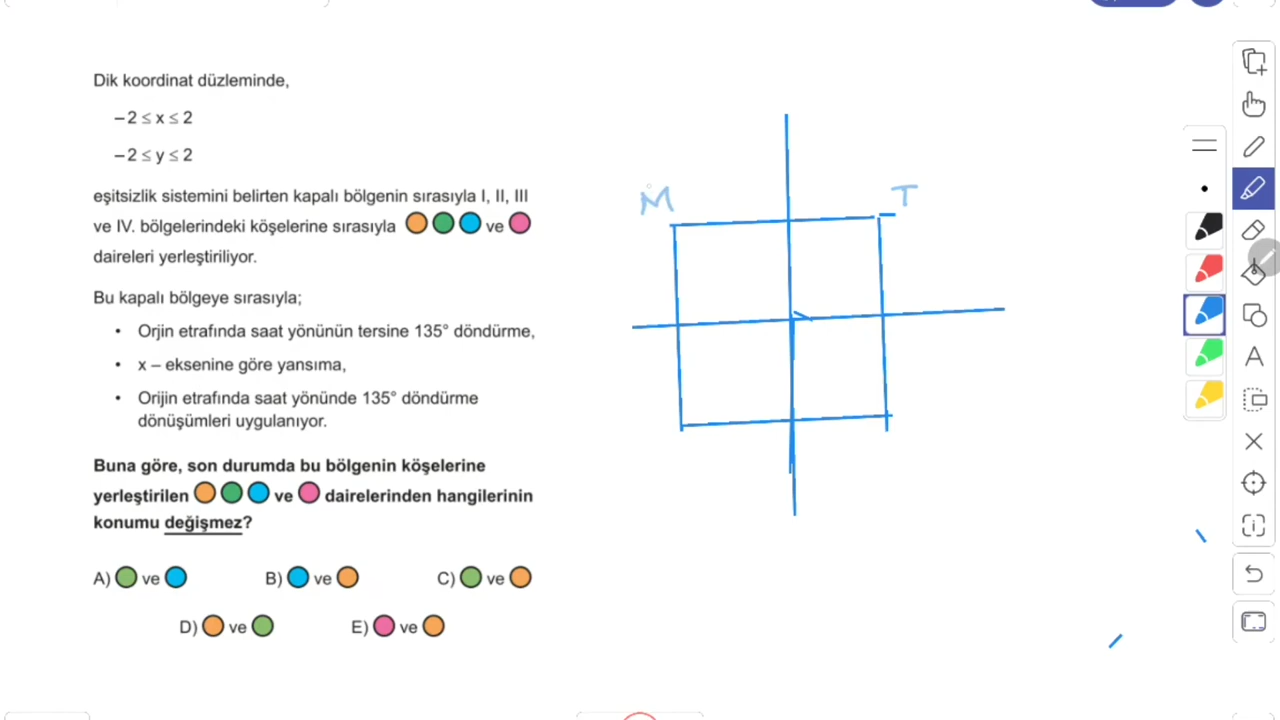 Dik koordinat düzleminde,
−2 ≤ x ≤ 2
−2 ≤ y ≤ 2
eşitsizlik sistemini belirten kapalı bölgenin sırasıyla I, II, III
ve IV. bölgelerindeki köşelerine sırasıyla ve
daireleri yerleştiriliyor.
Bu kapalı bölgeye sırasıyla;
• Orjin etrafında saat yönünün tersine 135° döndürme,
• x – eksenine göre yansıma,
• Orijin etrafında saat yönünde 135° döndürme
dönüşümleri uygulanıyor.
Buna göre, son durumda bu bölgenin köşelerine
yerleştirilen ve dairelerinden hangilerinin
konumu değişmez?
A) ve B) ve C) ve
D) ve E) ve
M T
A